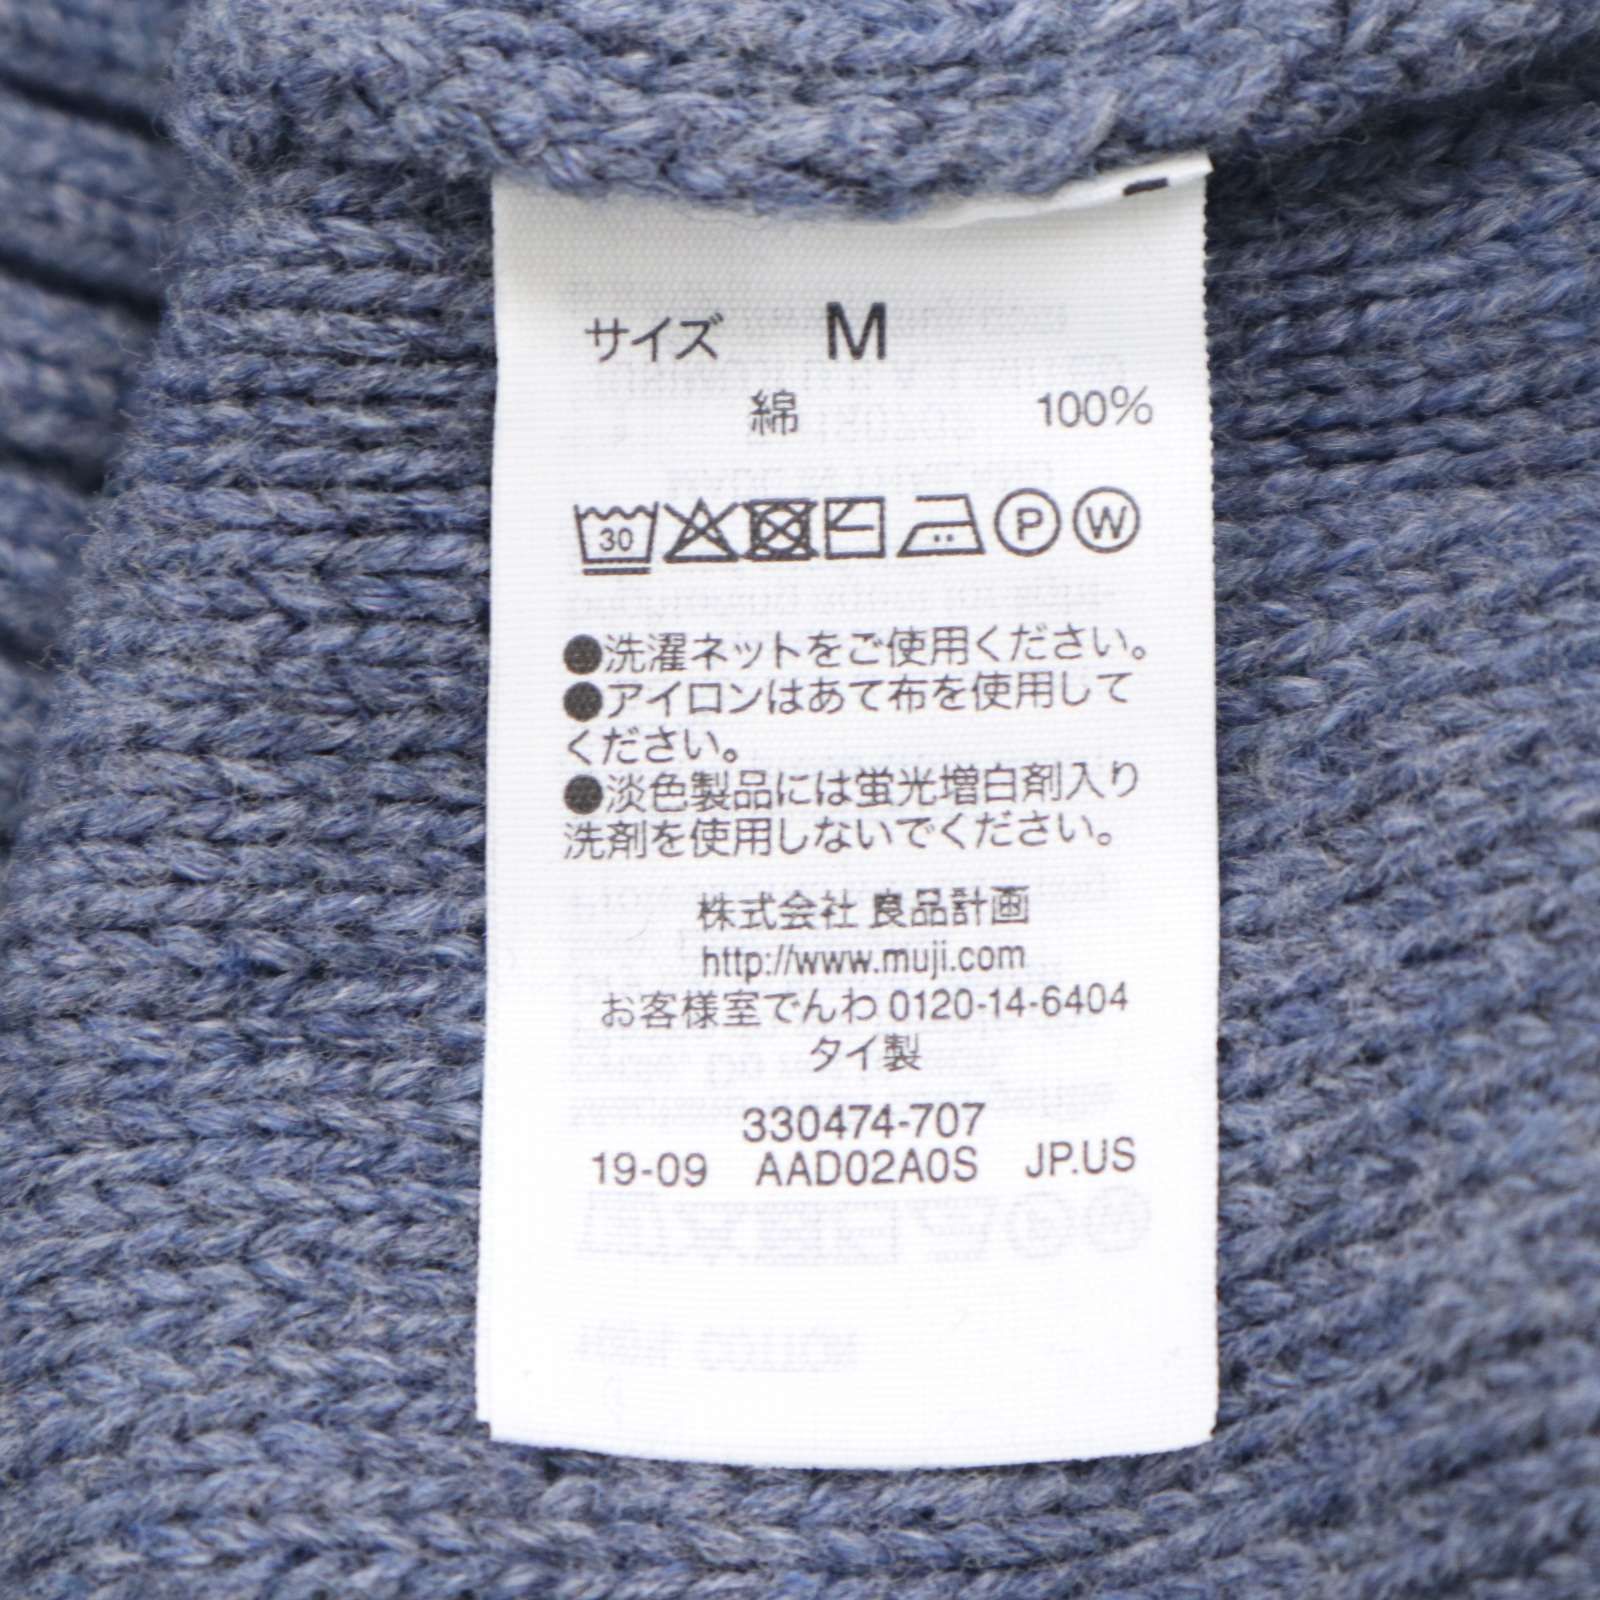 サイズ M
綿 100%
30 P W
●洗濯ネットをご使用ください。
●アイロンはあて布を使用して
ください。
●淡色製品には蛍光増白剤入り
洗剤を使用しないでください。
株式会社 良品計画
http://www.muji.com
お客様室でんわ 0120-14-6404
タイ製
330474-707
19-09 AAD02A0S JP.US